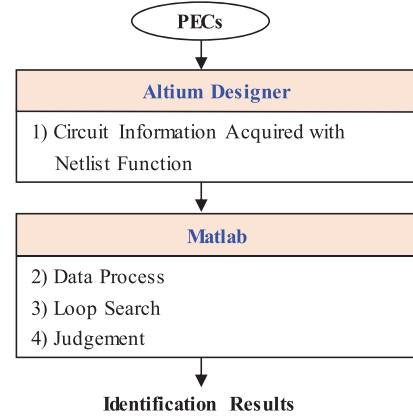 PECs
Altium Designer
1) Circuit Information Acquired with
Netlist Function
Matlab
2) Data Process
3) Loop Search
4) Judgement
Identification Results